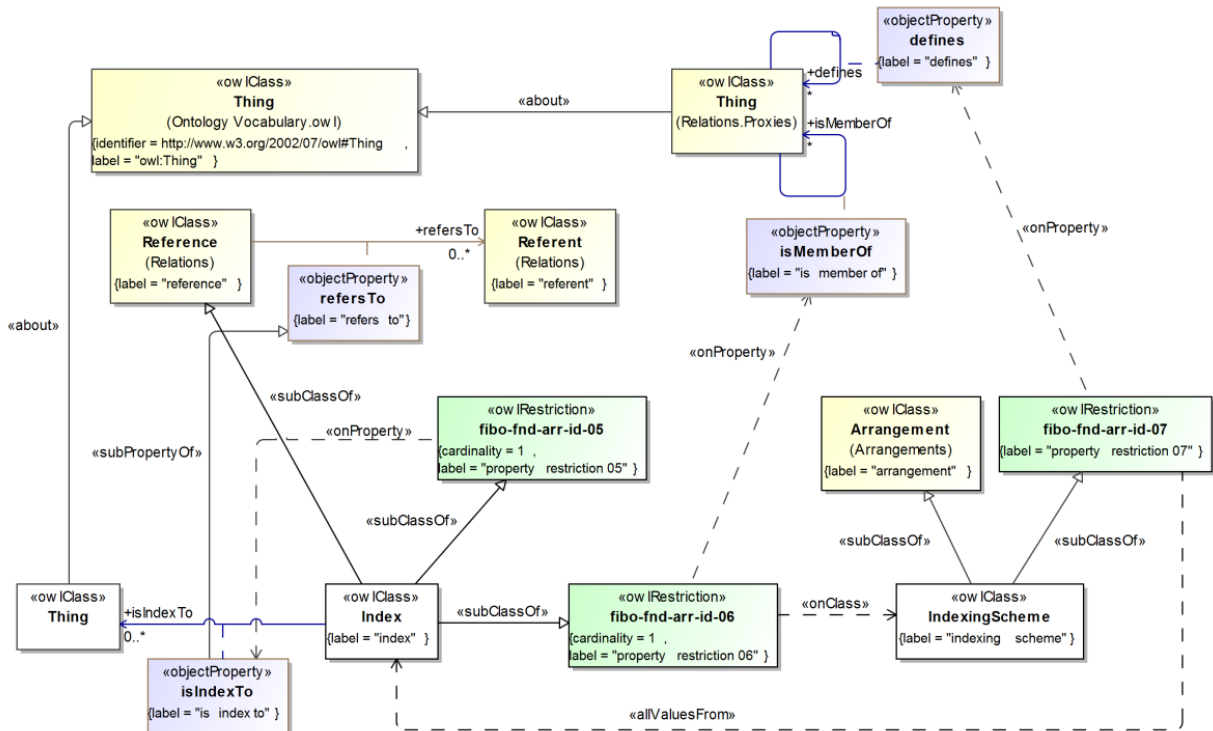 «objectProperty»
defines
{label = "defines" }
«owlClass»
Thing
(Ontology Vocabulary.owl)
{identifier = http://www.w3.org/2002/07/owl#Thing ,
label = "owl:Thing" }
«about»
«owlClass»
Thing
(Relations.Proxies)
+defines
*
+isMemberOf
*
«owlClass»
Reference
(Relations)
{label = "reference" }
+refersTo
0..*
«owlClass»
Referent
(Relations)
{label = "referent" }
«objectProperty»
isMemberOf
{label = "is member of" }
«onProperty»
«objectProperty»
refersTo
{label = "refers to" }
«about»
«onProperty»
«subClassOf»
«owlRestriction»
fibo-fnd-arr-id-05
{cardinality = 1 ,
label = "property restriction 05" }
«onProperty»
«subPropertyOf»
«owlClass»
Arrangement
(Arrangements)
{label = "arrangement" }
«owlRestriction»
fibo-fnd-arr-id-07
{label = "property restriction 07" }
«subClassOf»
«subClassOf»
«subClassOf»
«owlClass»
Thing
+isIndexTo
0..*
«owlClass»
Index
{label = "index" }
«subClassOf»
«owlRestriction»
fibo-fnd-arr-id-06
{cardinality = 1 ,
label = "property restriction 06" }
«onClass»
«owlClass»
IndexingScheme
{label = "indexing scheme" }
«objectProperty»
isIndexTo
{label = "is index to" }
«allValuesFrom»